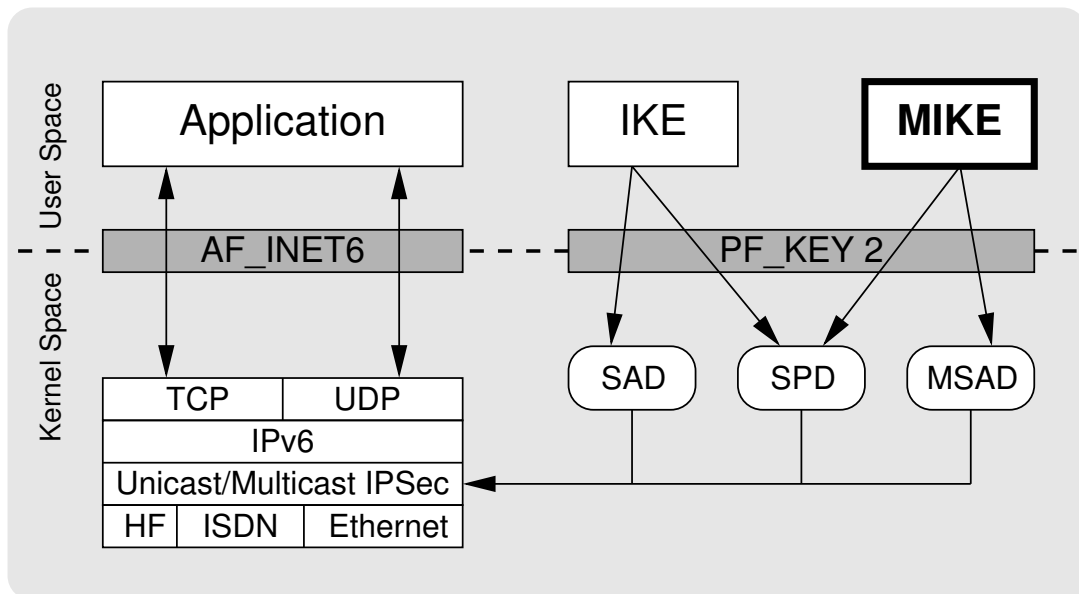 User Space
Application
IKE
MIKE
AF_INET6
PF_KEY 2
Kernel Space
SAD
SPD
MSAD
TCP
UDP
IPv6
Unicast/Multicast IPSec
HF
ISDN
Ethernet